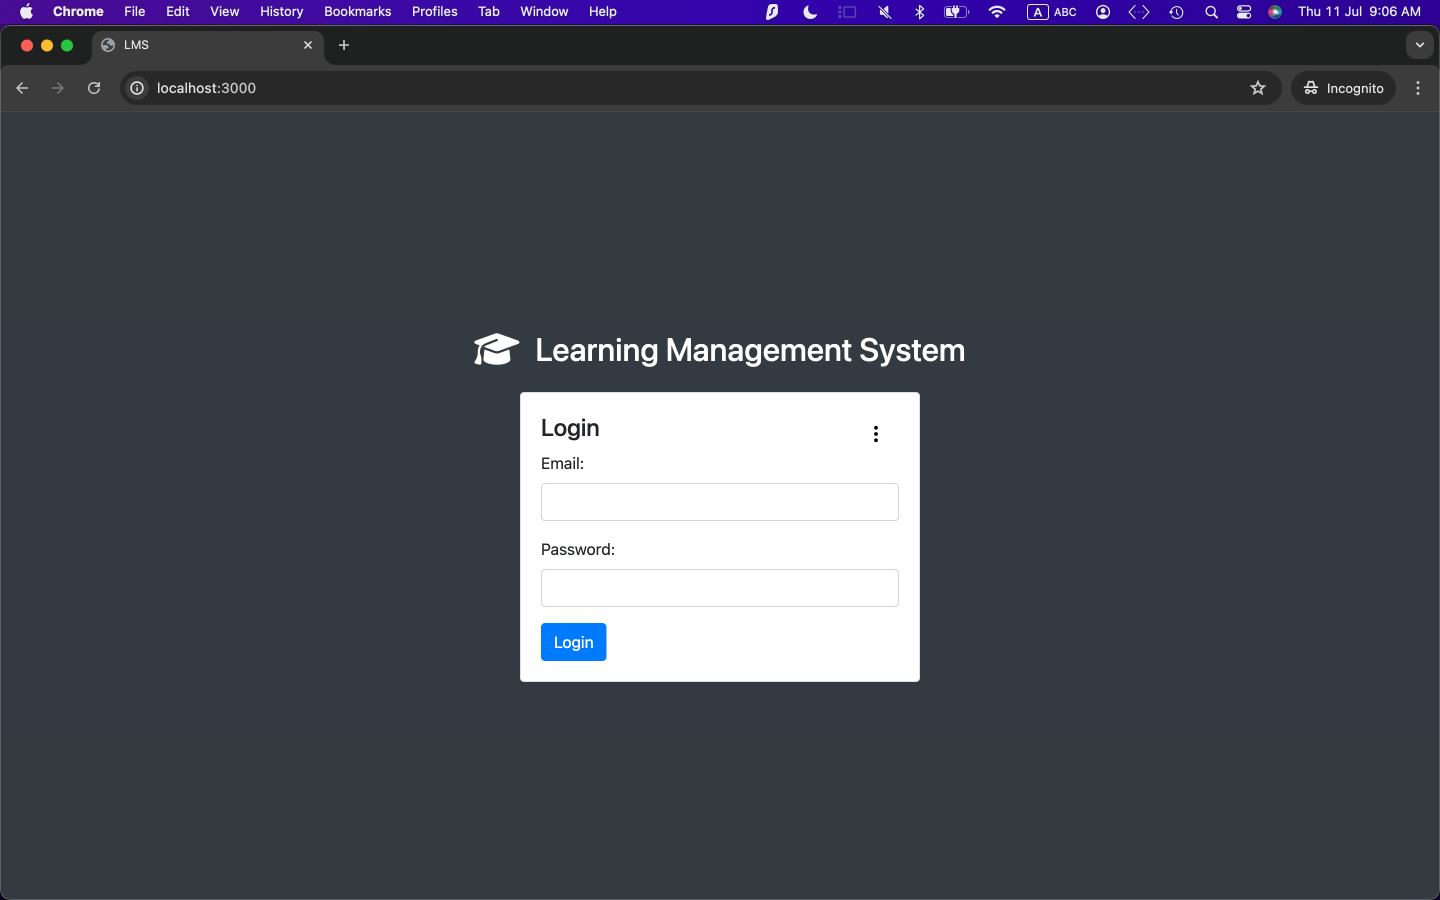 Chrome File Edit View History Bookmarks Profiles Tab Window Help A ABC Thu 11 Jul 9:06 AM
LMS
localhost:3000 Incognito
Learning Management System
Login
Email:
Password:
Login